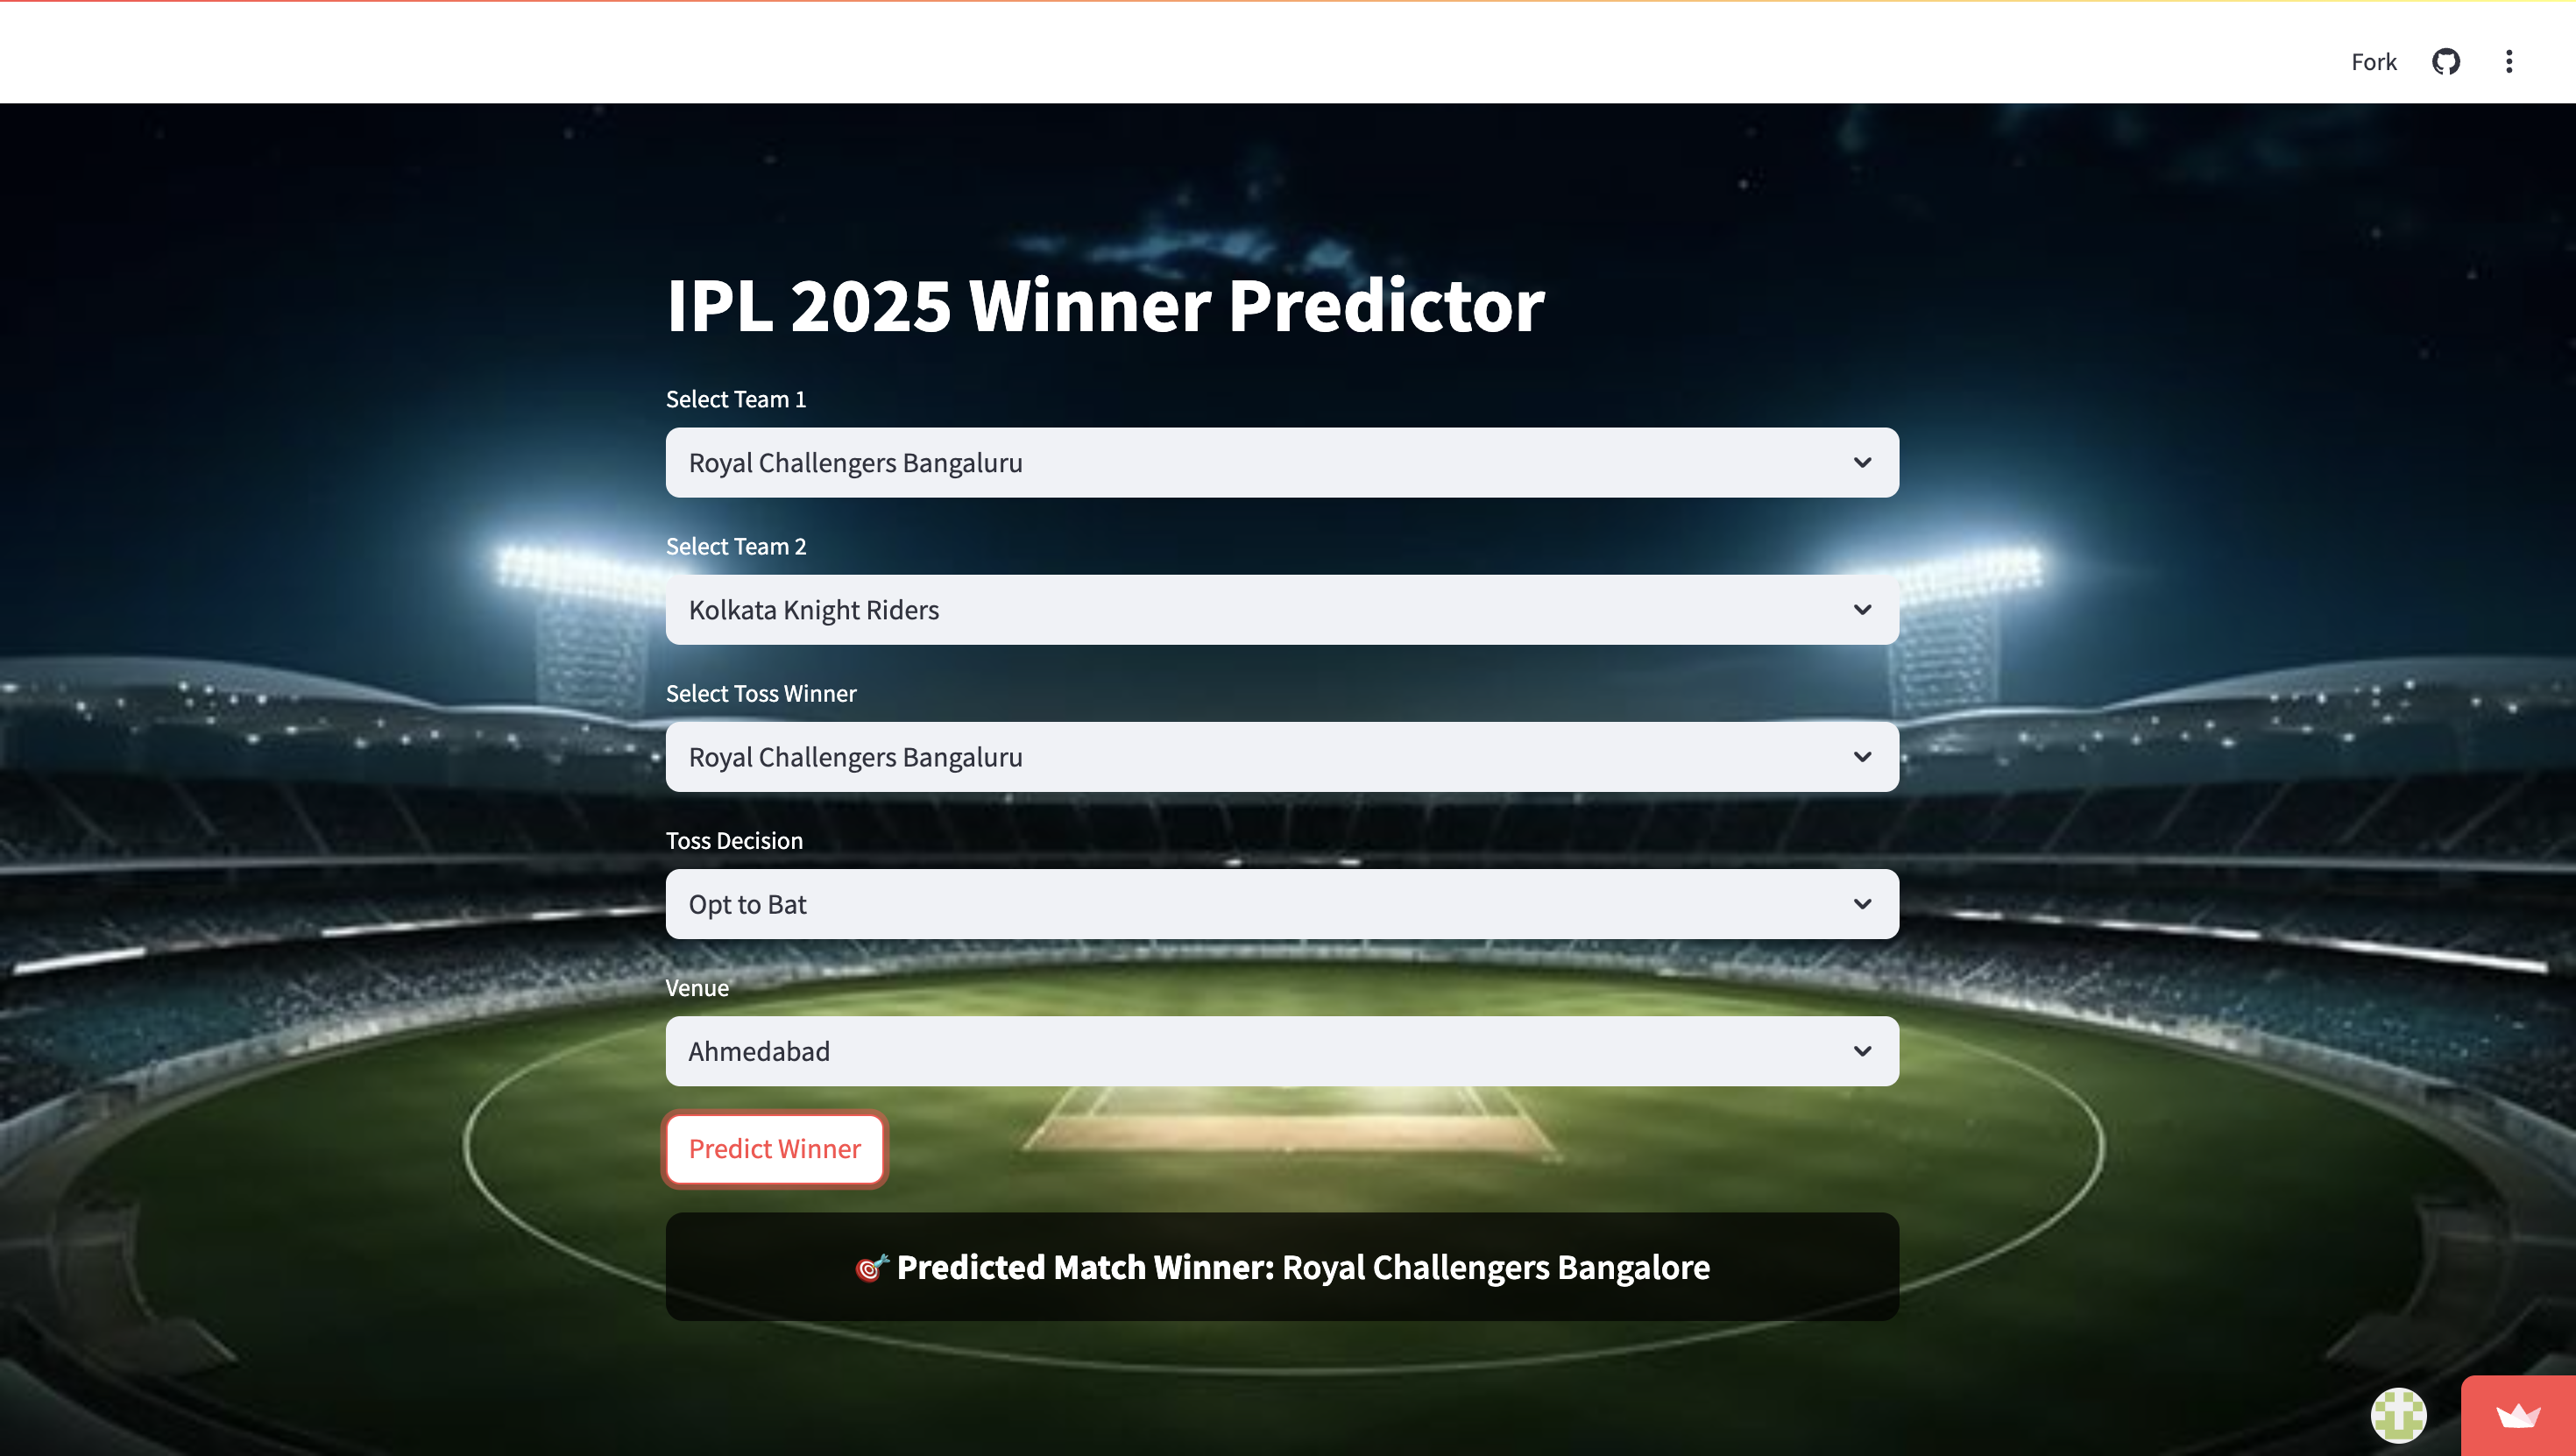 Fork
IPL 2025 Winner Predictor
Select Team 1
Royal Challengers Bangaluru
Select Team 2
Kolkata Knight Riders
Select Toss Winner
Royal Challengers Bangaluru
Toss Decision
Opt to Bat
Venue
Ahmedabad
Predict Winner
🎯 Predicted Match Winner: Royal Challengers Bangalore